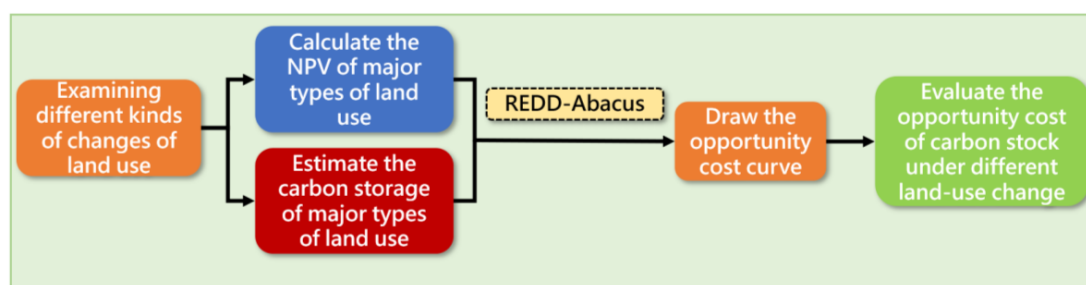 Examining
different kinds
of changes of
land use
Calculate the
NPV of major
types of land
use
Estimate the
carbon storage
of major types
of land use
REDD-Abacus
Draw the
opportunity
cost curve
Evaluate the
opportunity cost
of carbon stock
under different
land-use change